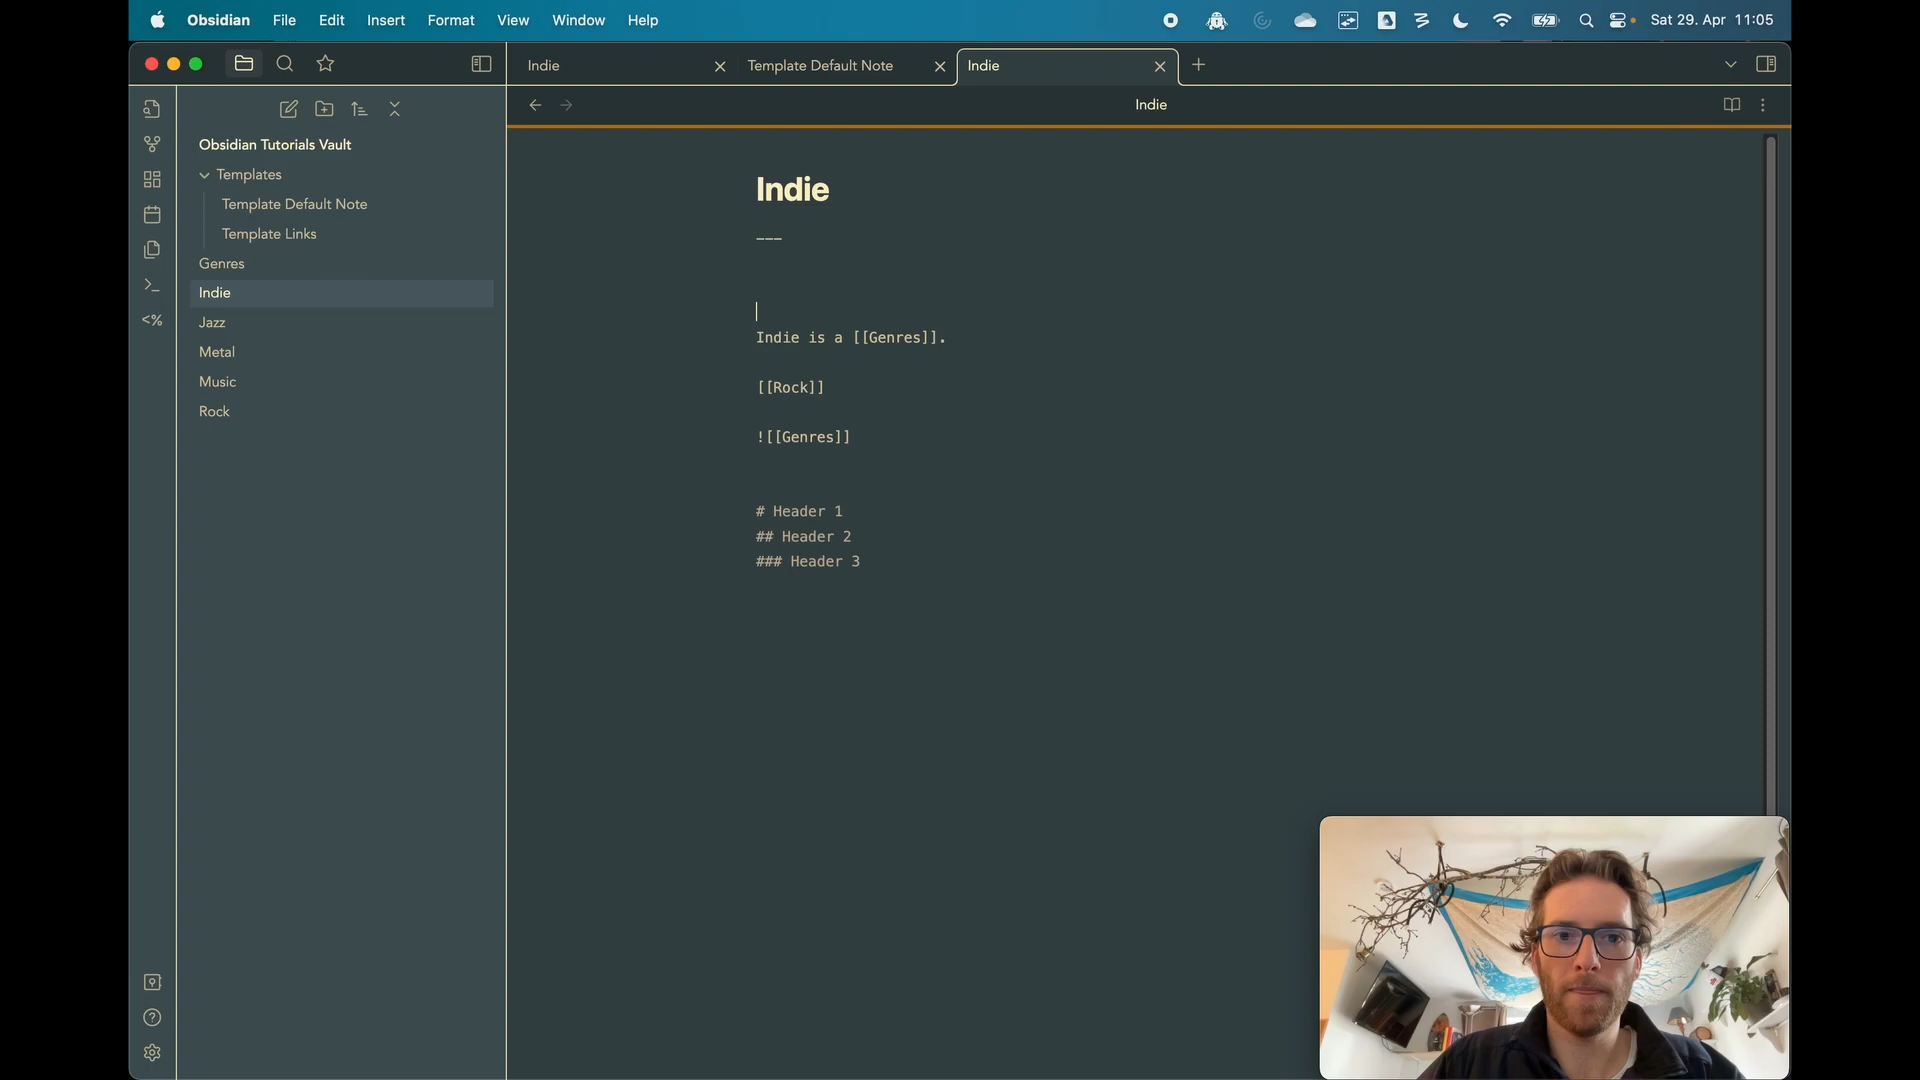 Obsidian File Edit Insert Format View Window Help Sat 29. Apr 11:05
Indie Template Default Note Indie
Indie
Obsidian Tutorials Vault
Templates
Template Default Note
Template Links
Genres
Indie
Jazz
Metal
Music
Rock
<%
Indie
---
Indie is a [[Genres]].
[[Rock]]
![[Genres]]
# Header 1
## Header 2
### Header 3